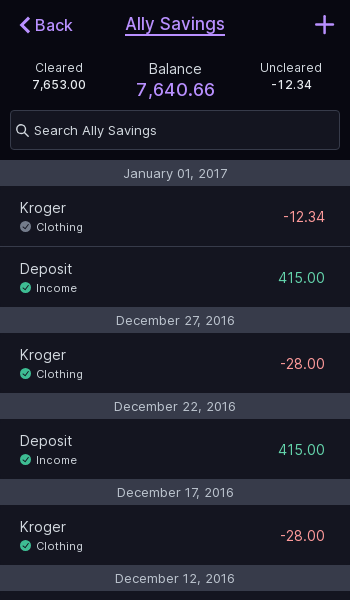 Back
Ally Savings
Cleared
Balance
Uncleared
7,653.00
7,640.66
-12.34
Search Ally Savings
January 01, 2017
Kroger
-12.34
Clothing
Deposit
415.00
Income
December 27, 2016
Kroger
-28.00
Clothing
December 22, 2016
Deposit
415.00
Income
December 17, 2016
Kroger
-28.00
Clothing
December 12, 2016